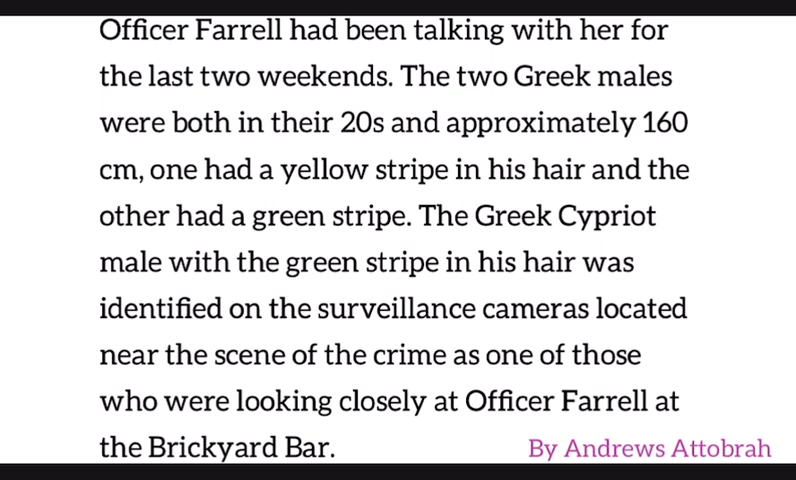 Officer Farrell had been talking with her for
the last two weekends. The two Greek males
were both in their 20s and approximately 160
cm, one had a yellow stripe in his hair and the
other had a green stripe. The Greek Cypriot
male with the green stripe in his hair was
identified on the surveillance cameras located
near the scene of the crime as one of those
who were looking closely at Officer Farrell at
the Brickyard Bar.
By Andrews Attobrah